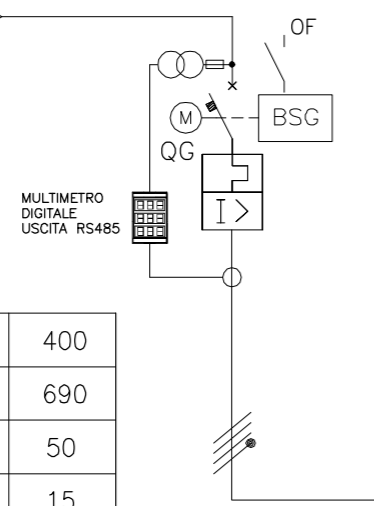 OF
M
BSG
QG
I >
MULTIMETRO
DIGITALE
USCITA RS485
400
690
50
15